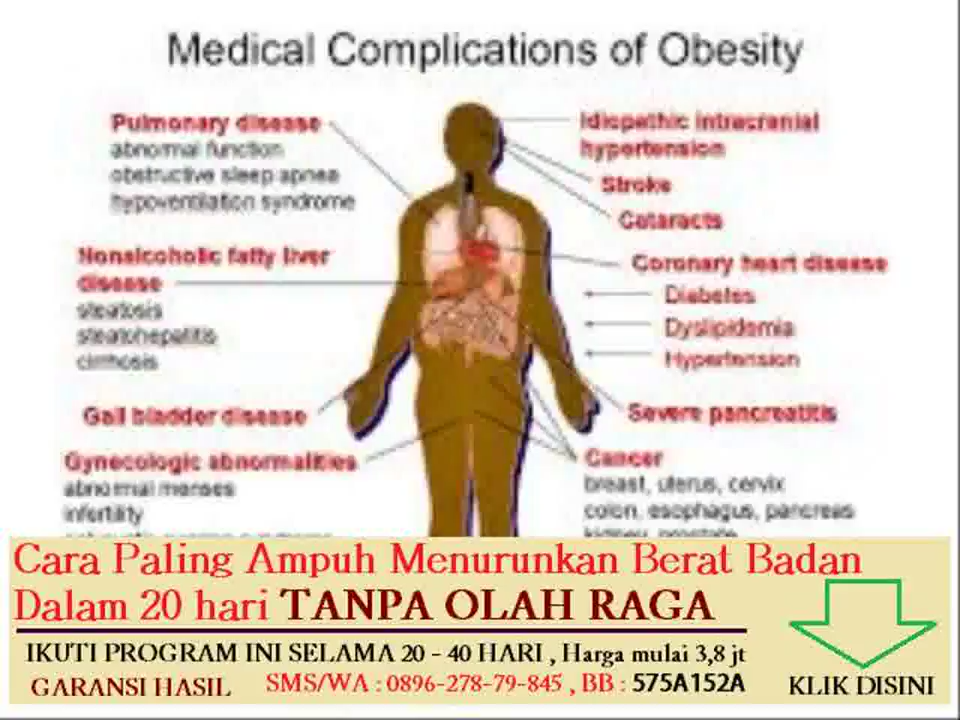 Medical Complications of Obesity
Pulmonary disease
abnormal function
obstructive sleep apnea
hypoventilation syndrome
Nonalcoholic fatty liver
disease
steatosis
steatohepatitis
cirrhosis
Gall bladder disease
Gynecologic abnormalities
abnormal menses
infertility
Idiopathic intracranial
hypertension
Stroke
Cataracts
Coronary heart disease
Diabetes
Dyslipidemia
Hypertension
Severe pancreatitis
Cancer
breast, uterus, cervix
colon, esophagus, pancreas
kidney, prostate
Cara Paling Ampuh Menurunkan Berat Badan
Dalam 20 hari TANPA OLAH RAGA
IKUTI PROGRAM INI SELAMA 20 - 40 HARI , Harga mulai 3,8 jt
GARANSI HASIL SMS/WA : 0896-278-79-845 , BB : 575A152A
KLIK DISINI